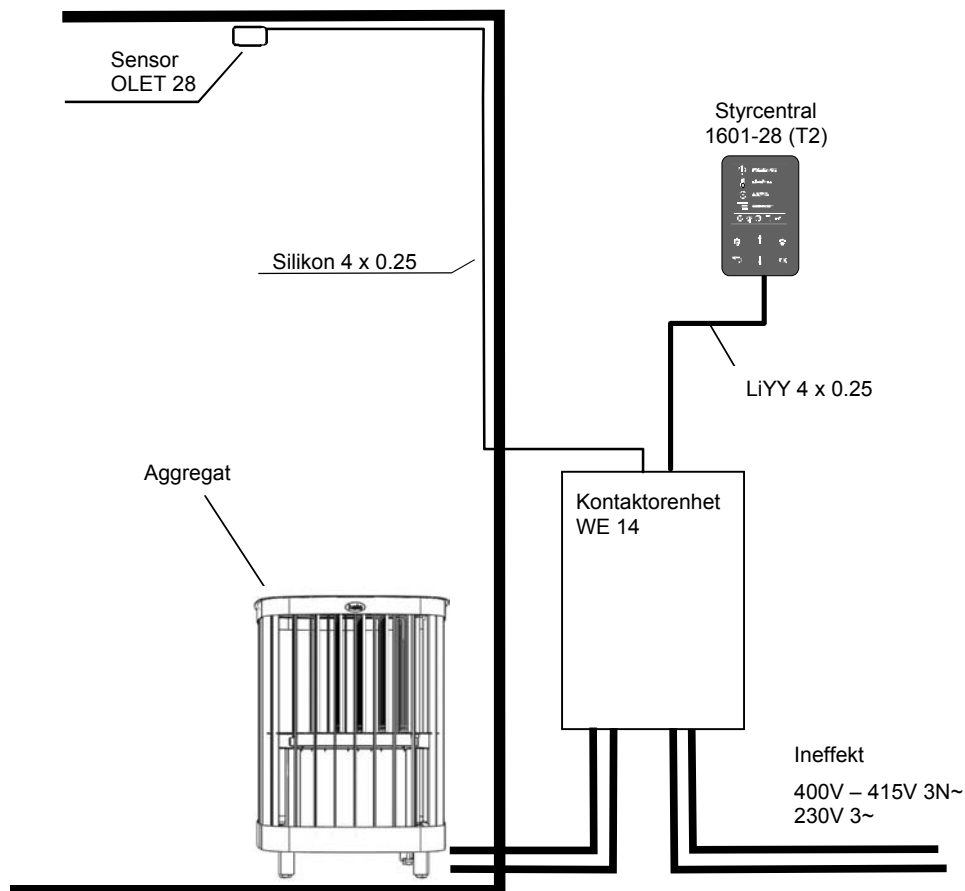 Sensor
OLET 28
Styrcentral
1601-28 (T2)
Silikon 4 x 0.25
LiYY 4 x 0.25
Aggregat
Kontaktorenhet
WE 14
Ineffekt
400V – 415V 3N~
230V 3~